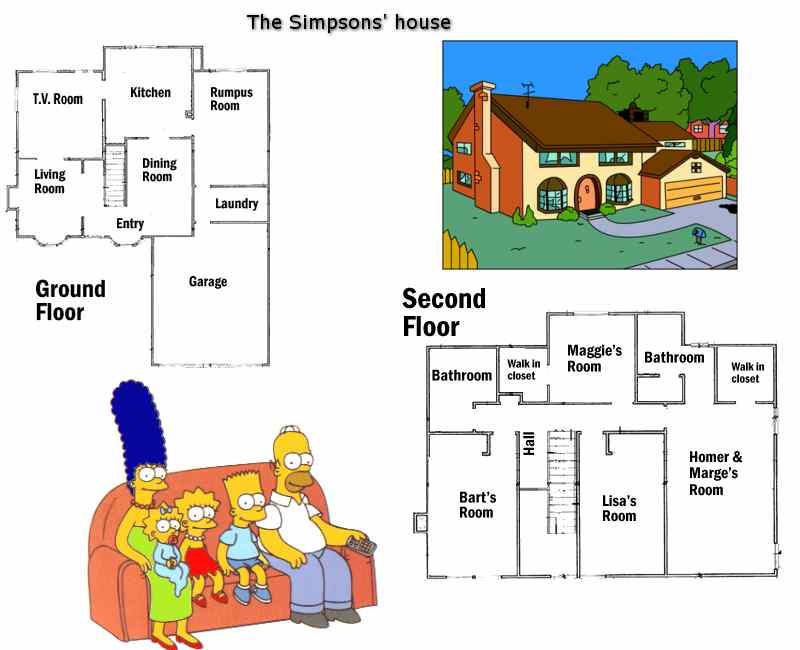 The Simpsons' house
T.V. Room
Kitchen
Rumpus
Room
Living
Room
Dining
Room
Laundry
Entry
Garage
Ground
Floor
Second
Floor
Bathroom
Walk in
closet
Maggie's
Room
Bathroom
Walk in
closet
Hall
Bart's
Room
Lisa's
Room
Homer &
Marge's
Room